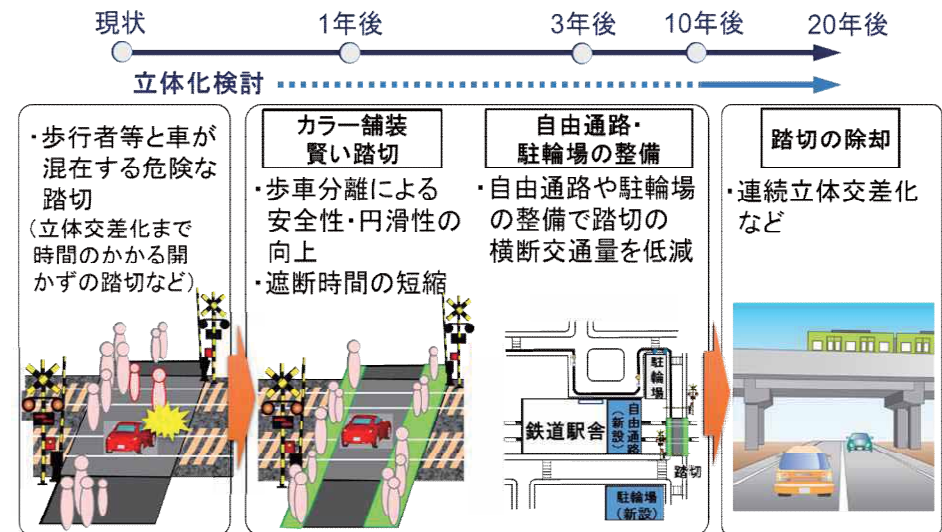 現状
1年後
3年後
10年後
20年後
立体化検討
・歩行者等と車が
混在する危険な
踏切
(立体交差化まで
時間のかかる開
かずの踏切など)
カラー舗装
賢い踏切
・歩車分離による
安全性・円滑性の
向上
・遮断時間の短縮
自由通路・
駐輪場の整備
・自由通路や駐輪場
の整備で踏切の
横断交通量を低減
駐輪場
鉄道駅舎
自由通路
(新設)
踏切
駐輪場
(新設)
踏切の除却
・連続立体交差化
など